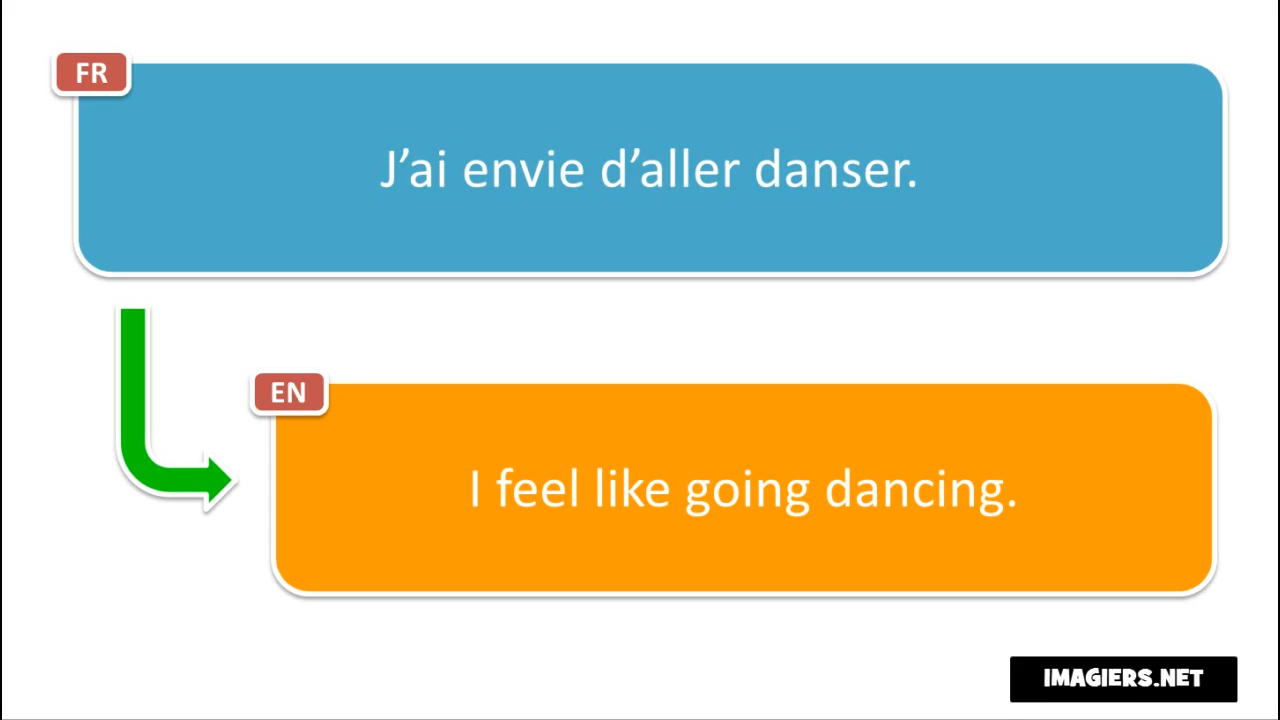 FR
J’ai envie d’aller danser.
EN
I feel like going dancing.
IMAGIERS.NET